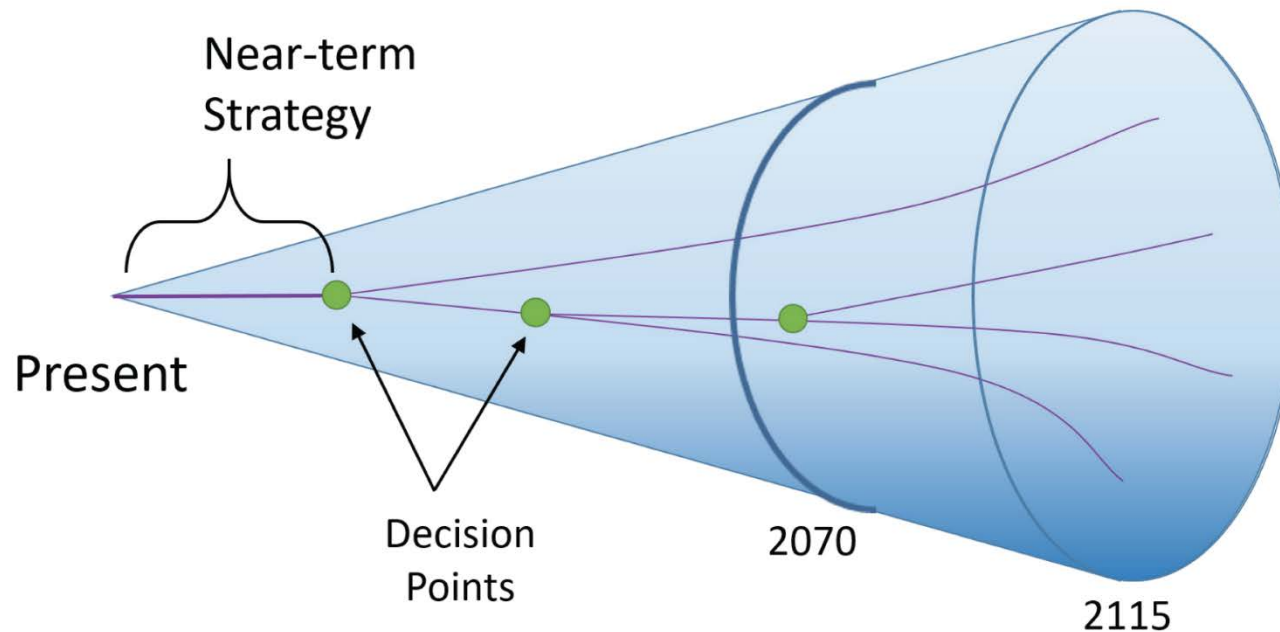 Near-term
Strategy
Present
Decision
Points
2070
2115